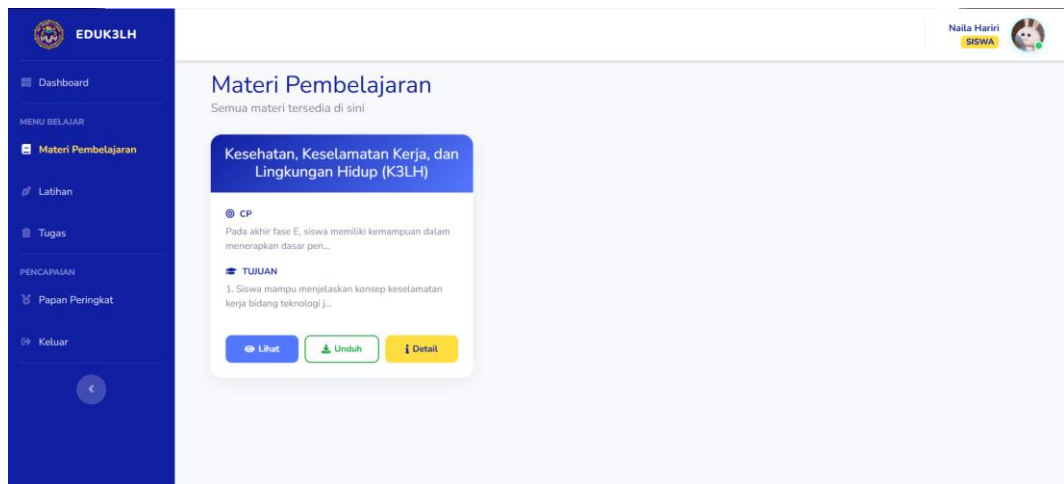 EDUK3LH
Dashboard
MENU BELAJAR
Materi Pembelajaran
Latihan
Tugas
PENCAPAIAN
Papan Peringkat
Keluar
Naila Hariri
SISWA
Materi Pembelajaran
Semua materi tersedia di sini
Kesehatan, Keselamatan Kerja, dan
Lingkungan Hidup (K3LH)
CP
Pada akhir fase E, siswa memiliki kemampuan dalam
menerapkan dasar pen...
TUJUAN
1. Siswa mampu menjelaskan konsep keselamatan
kerja bidang teknologi j...
Lihat
Unduh
Detail